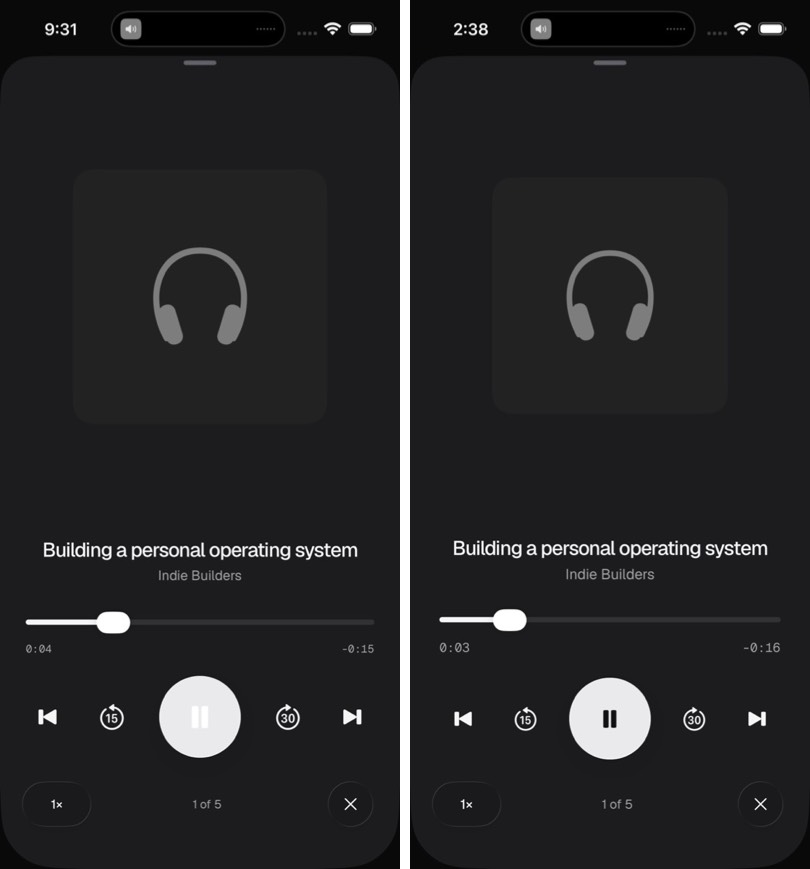 9:31
Building a personal operating system
Indie Builders
0:04 -0:15
15 30
1×
1 of 5
2:38
Building a personal operating system
Indie Builders
0:03 -0:16
15 30
1×
1 of 5